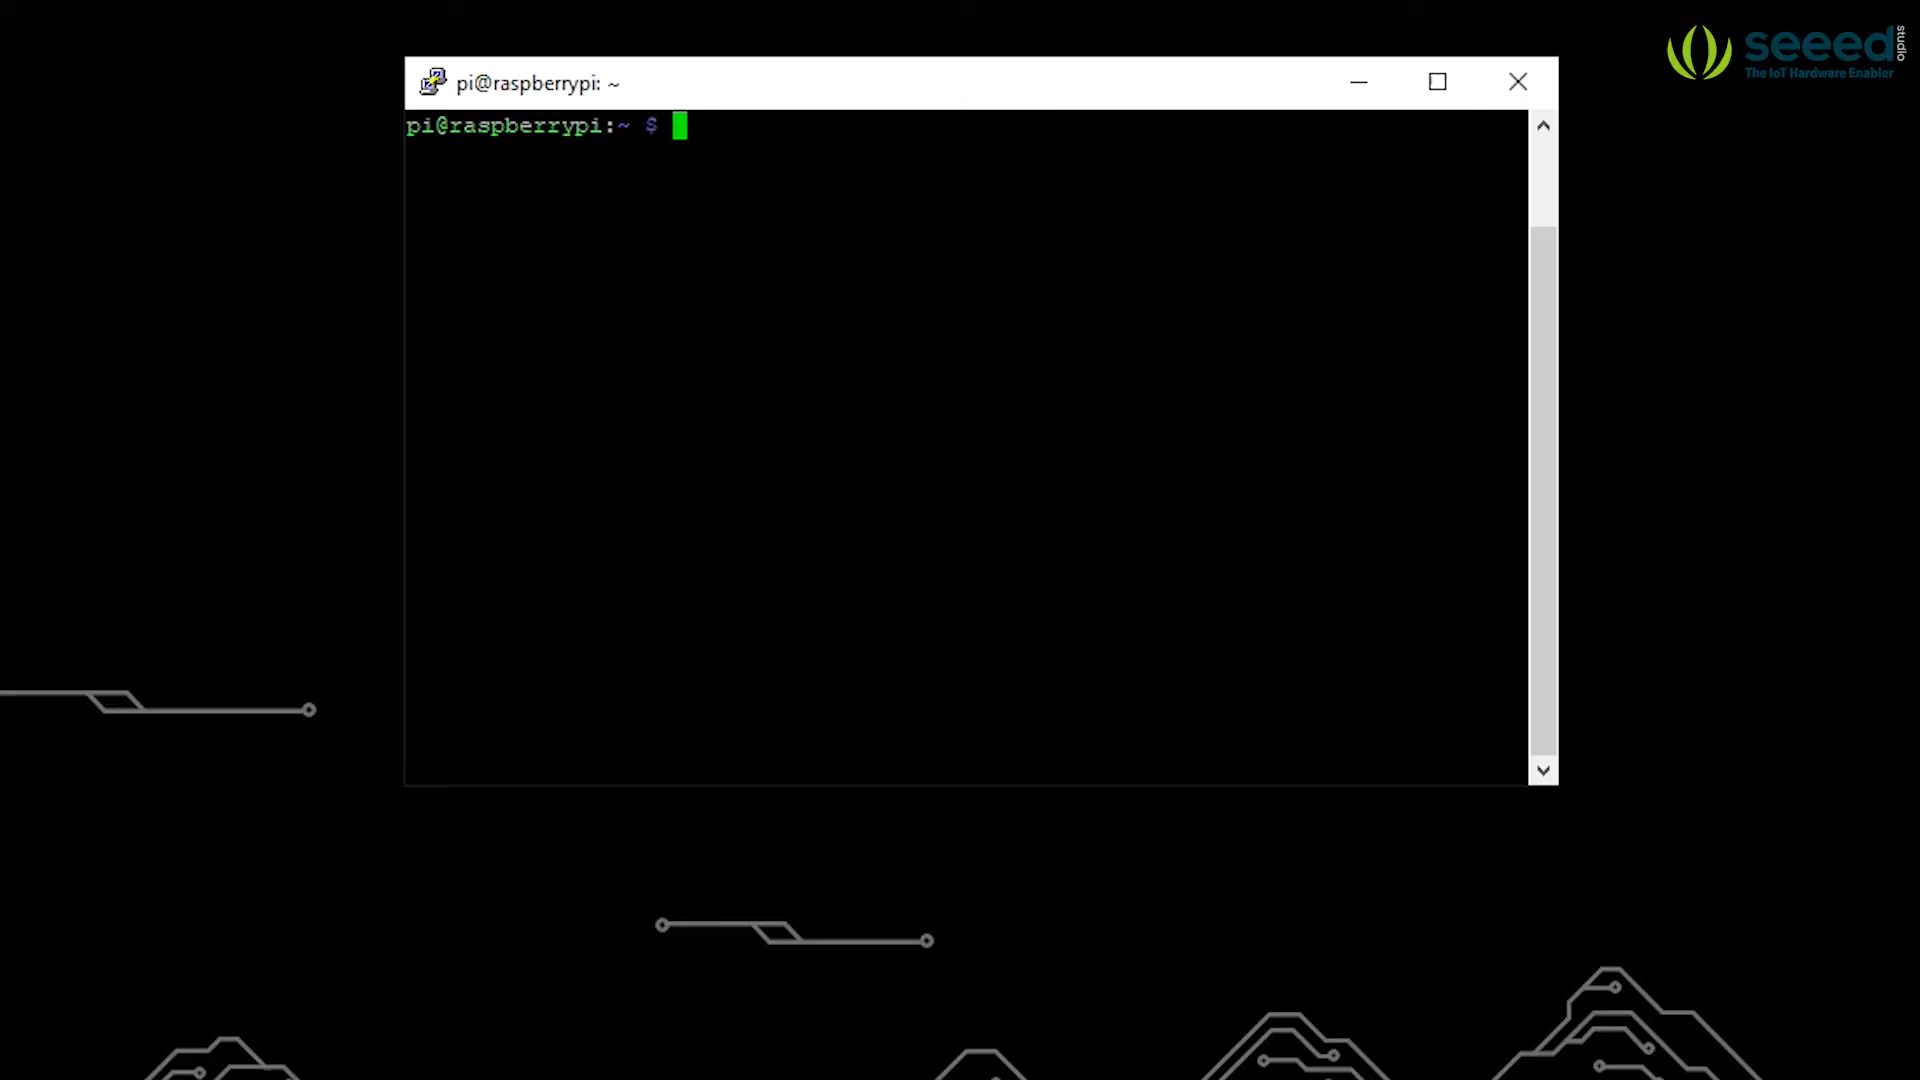 pi@raspberrypi: ~
pi@raspberrypi:~ $
seeed
studio
The IoT Hardware Enabler